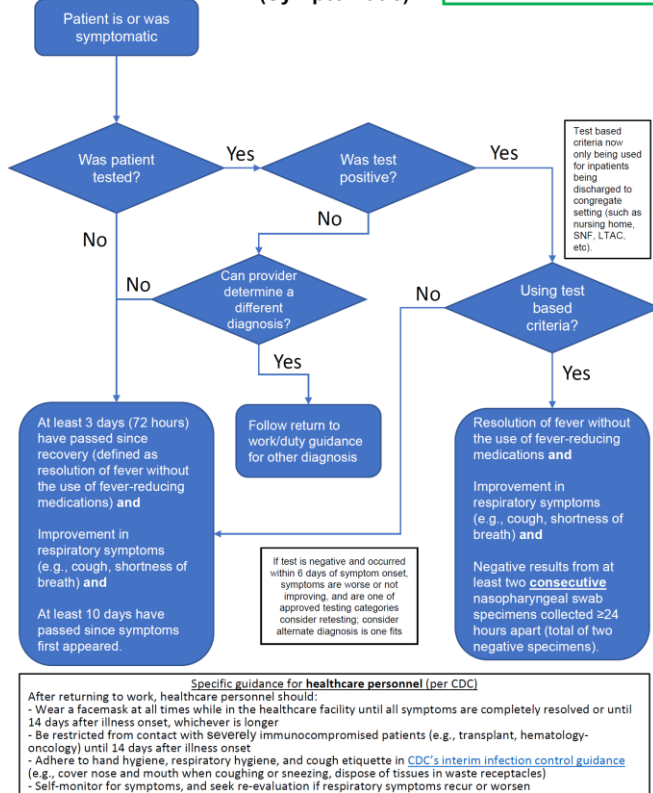 Patient is or was
symptomatic
Was patient
tested?
Yes
Was test
positive?
Yes
Test based
criteria now
only being used
for inpatients
being
discharged to
congregate
setting (such as
nursing home,
SNF, LTAC,
etc).
No
No
Can provider
determine a
different
diagnosis?
No
Yes
Using test
based
criteria?
No
Yes
At least 3 days (72 hours)
have passed since
recovery (defined as
resolution of fever without
the use of fever-reducing
medications) and
Improvement in
respiratory symptoms
(e.g., cough, shortness of
breath) and
At least 10 days have
passed since symptoms
first appeared.
Follow return to
work/duty guidance
for other diagnosis
Resolution of fever without
the use of fever-reducing
medications and
Improvement in
respiratory symptoms
(e.g., cough, shortness of
breath) and
Negative results from at
least two consecutive
nasopharyngeal swab
specimens collected ≥24
hours apart (total of two
negative specimens).
If test is negative and occurred
within 6 days of symptom onset,
symptoms are worse or not
improving, and are one of
approved testing categories
consider retesting; consider
alternate diagnosis is one fits
Specific guidance for healthcare personnel (per CDC)
After returning to work, healthcare personnel should:
- Wear a facemask at all times while in the healthcare facility until all symptoms are completely resolved or until
14 days after illness onset, whichever is longer
- Be restricted from contact with severely immunocompromised patients (e.g., transplant, hematology-
oncology) until 14 days after illness onset
- Adhere to hand hygiene, respiratory hygiene, and cough etiquette in CDC's interim infection control guidance
(e.g., cover nose and mouth when coughing or sneezing, dispose of tissues in waste receptacles)
- Self-monitor for symptoms, and seek re-evaluation if respiratory symptoms recur or worsen